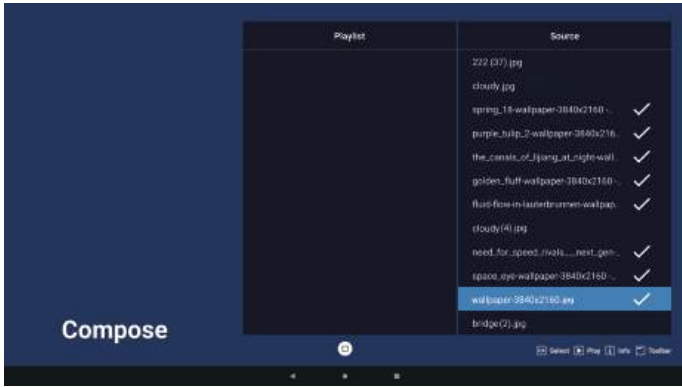 Playlist
Source
222 (37).jpg
cloudy.jpg
spring_18-wallpaper-3840x2160 -..
purple_tulip_2-wallpaper-3840x216..
the_canals_of_lijiang_at_night-wall..
golden_fluff-wallpaper-3840x2160 -..
fluid-flow-in-lauterbrunnen-wallpap..
cloudy(4).jpg
need_for_speed_rivals___next_gen-..
space_eye-wallpaper-3840x2160 -..
wallpaper-3840x2160.jpg
bridge(2).jpg
Compose
Select Play Info Toolbar